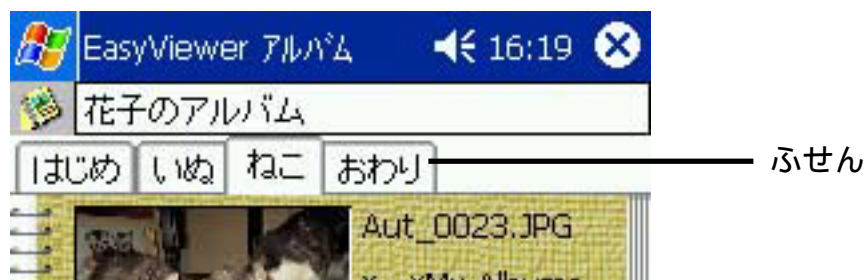 EasyViewer アルバム 16:19
花子のアルバム
はじめ いぬ ねこ おわり ふせん
Aut_0023.JPG